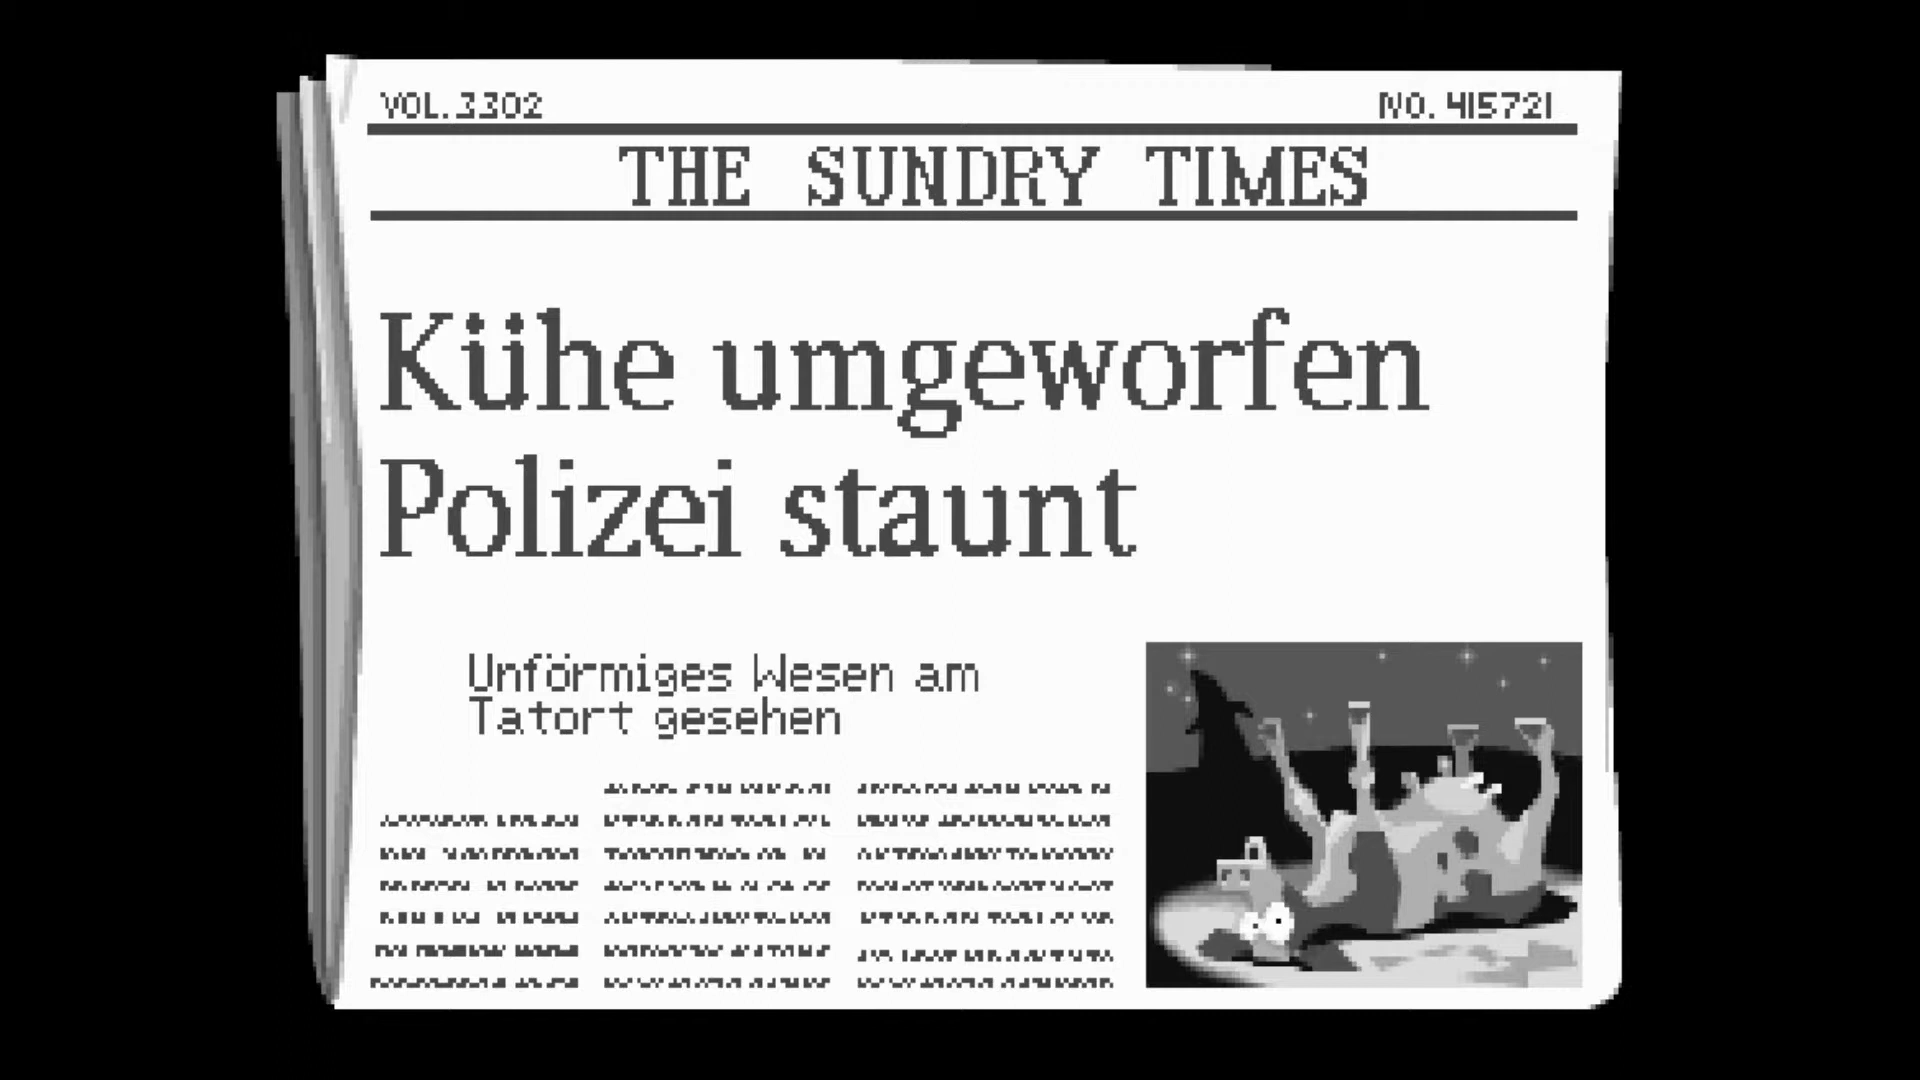 VOL.3302
NO. 415721
THE SUNDRY TIMES
Kühe umgeworfen
Polizei staunt
Unförmiges Wesen am
Tatort gesehen